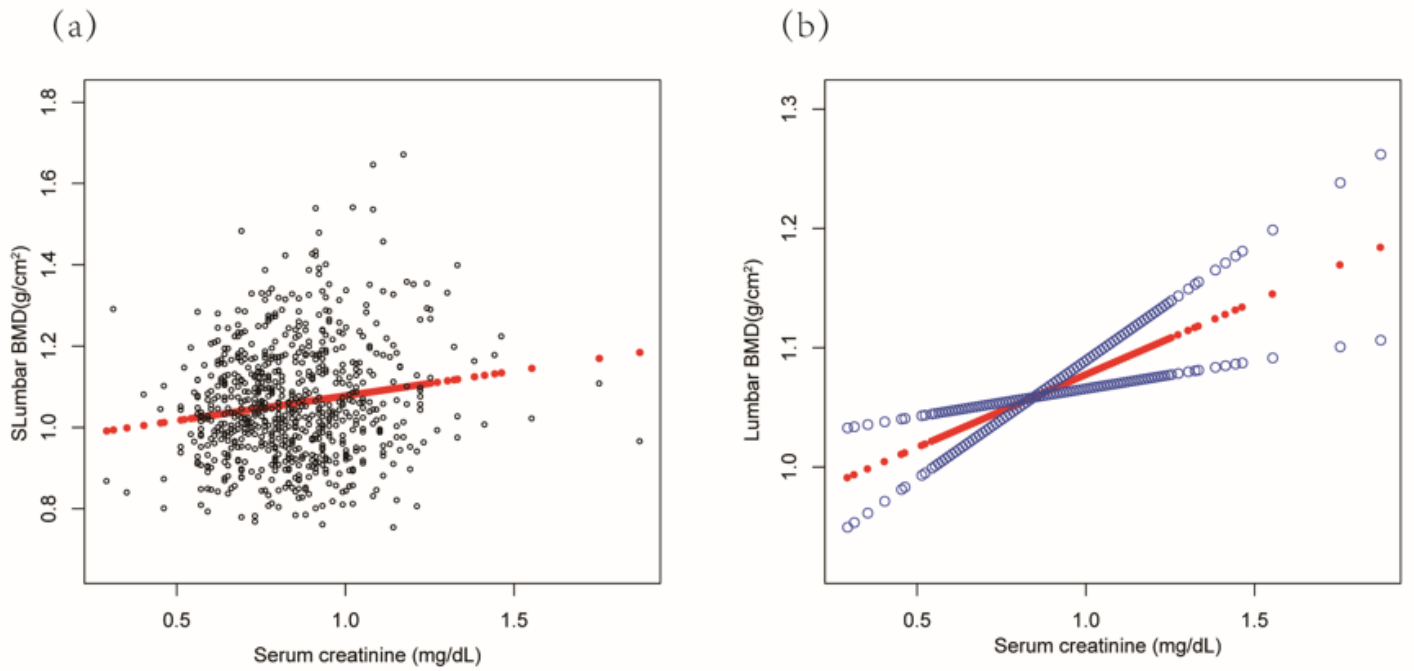 (a)
SLumbar BMD(g/cm²)
1.8
1.6
1.4
1.2
1.0
0.8
0.5
1.0
1.5
Serum creatinine (mg/dL)
(b)
Lumbar BMD(g/cm²)
1.3
1.2
1.1
1.0
0.5
1.0
1.5
Serum creatinine (mg/dL)